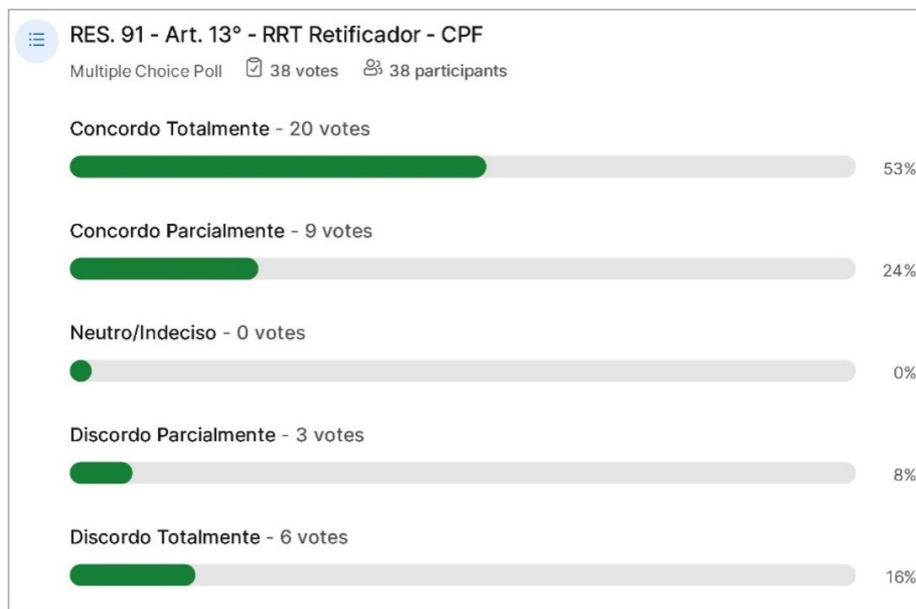 RES. 91 - Art. 13° - RRT Retificador - CPF
Multiple Choice Poll 38 votes 38 participants
Concordo Totalmente - 20 votes
53%
Concordo Parcialmente - 9 votes
24%
Neutro/Indeciso - 0 votes
0%
Discordo Parcialmente - 3 votes
8%
Discordo Totalmente - 6 votes
16%